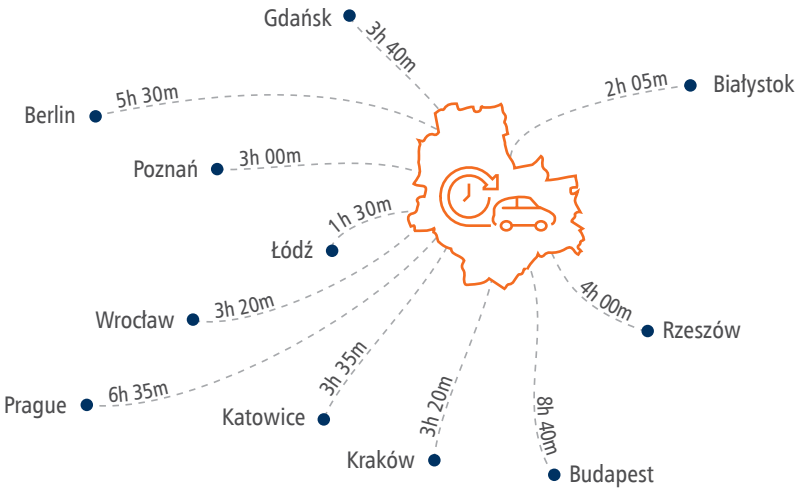 Gdańsk
3h 40m
Białystok
2h 05m
Berlin
5h 30m
Poznań
3h 00m
Łódź
1h 30m
Wrocław
3h 20m
Rzeszów
4h 00m
Prague
6h 35m
Katowice
3h 35m
Kraków
3h 20m
Budapest
8h 40m